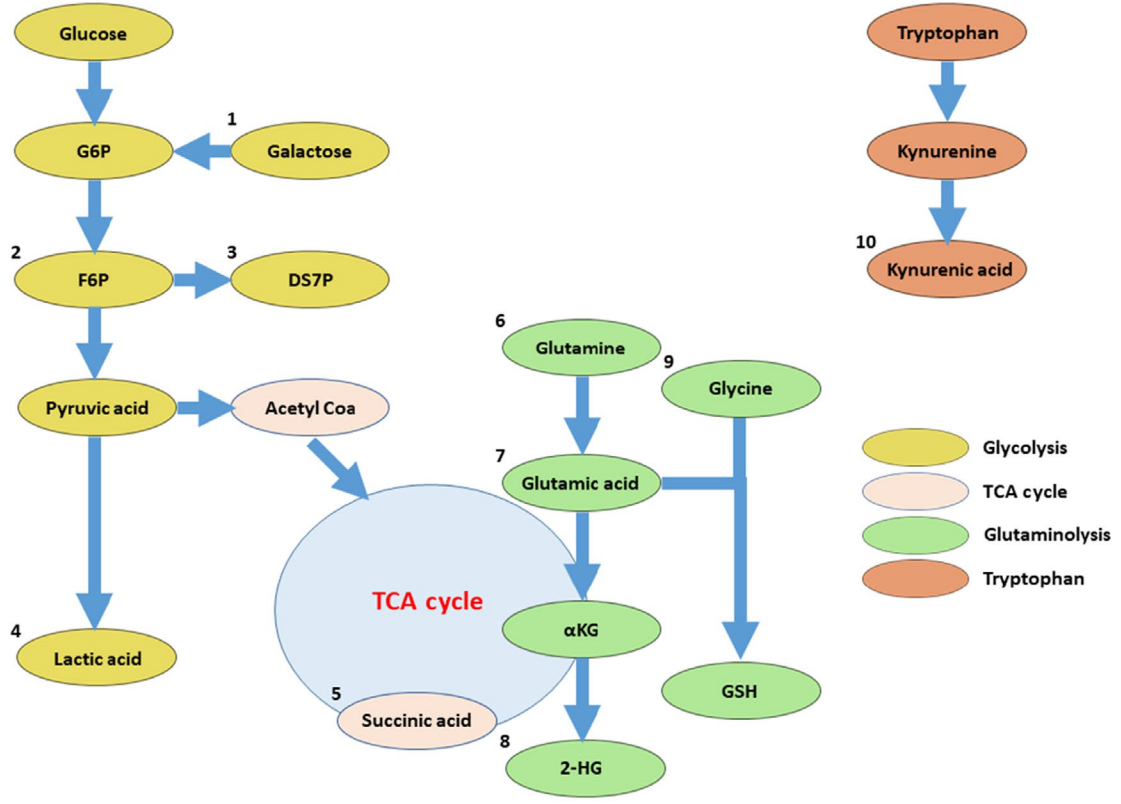 Glucose
Tryptophan
1
G6P
Galactose
Kynurenine
2
3
10
F6P
DS7P
Kynurenic acid
6
Glutamine
9
Glycine
Pyruvic acid
Acetyl Coa
Glycolysis
7
Glutamic acid
TCA cycle
Glutaminolysis
Tryptophan
TCA cycle
4
αKG
Lactic acid
5
GSH
Succinic acid
8
2-HG